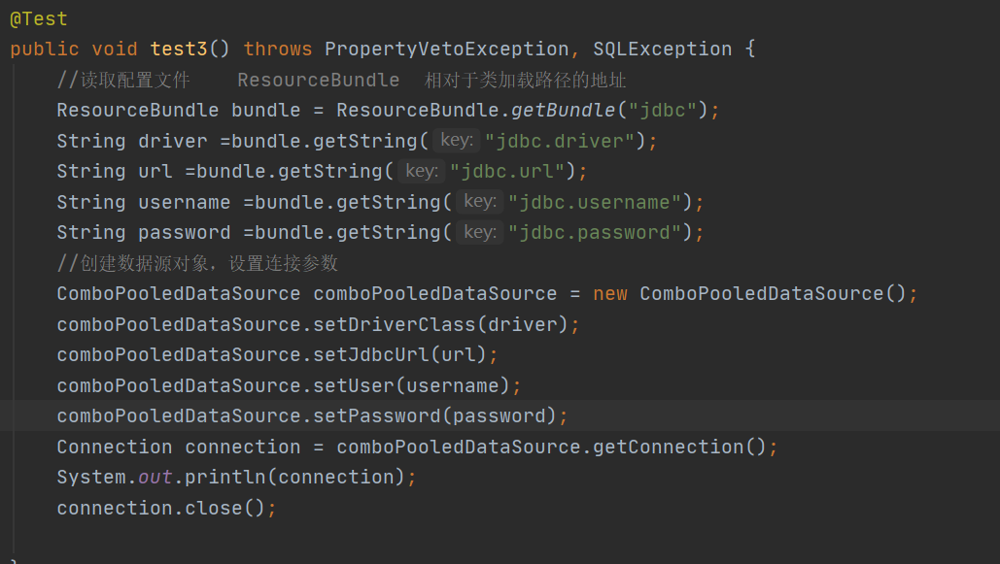 @Test
public void test3() throws PropertyVetoException, SQLException {
//读取配置文件    ResourceBundle  相对于类加载路径的地址
ResourceBundle bundle = ResourceBundle.getBundle("jdbc");
String driver =bundle.getString( key: "jdbc.driver");
String url =bundle.getString( key: "jdbc.url");
String username =bundle.getString( key: "jdbc.username");
String password =bundle.getString( key: "jdbc.password");
//创建数据源对象，设置连接参数
ComboPooledDataSource comboPooledDataSource = new ComboPooledDataSource();
comboPooledDataSource.setDriverClass(driver);
comboPooledDataSource.setJdbcUrl(url);
comboPooledDataSource.setUser(username);
comboPooledDataSource.setPassword(password);
Connection connection = comboPooledDataSource.getConnection();
System.out.println(connection);
connection.close();